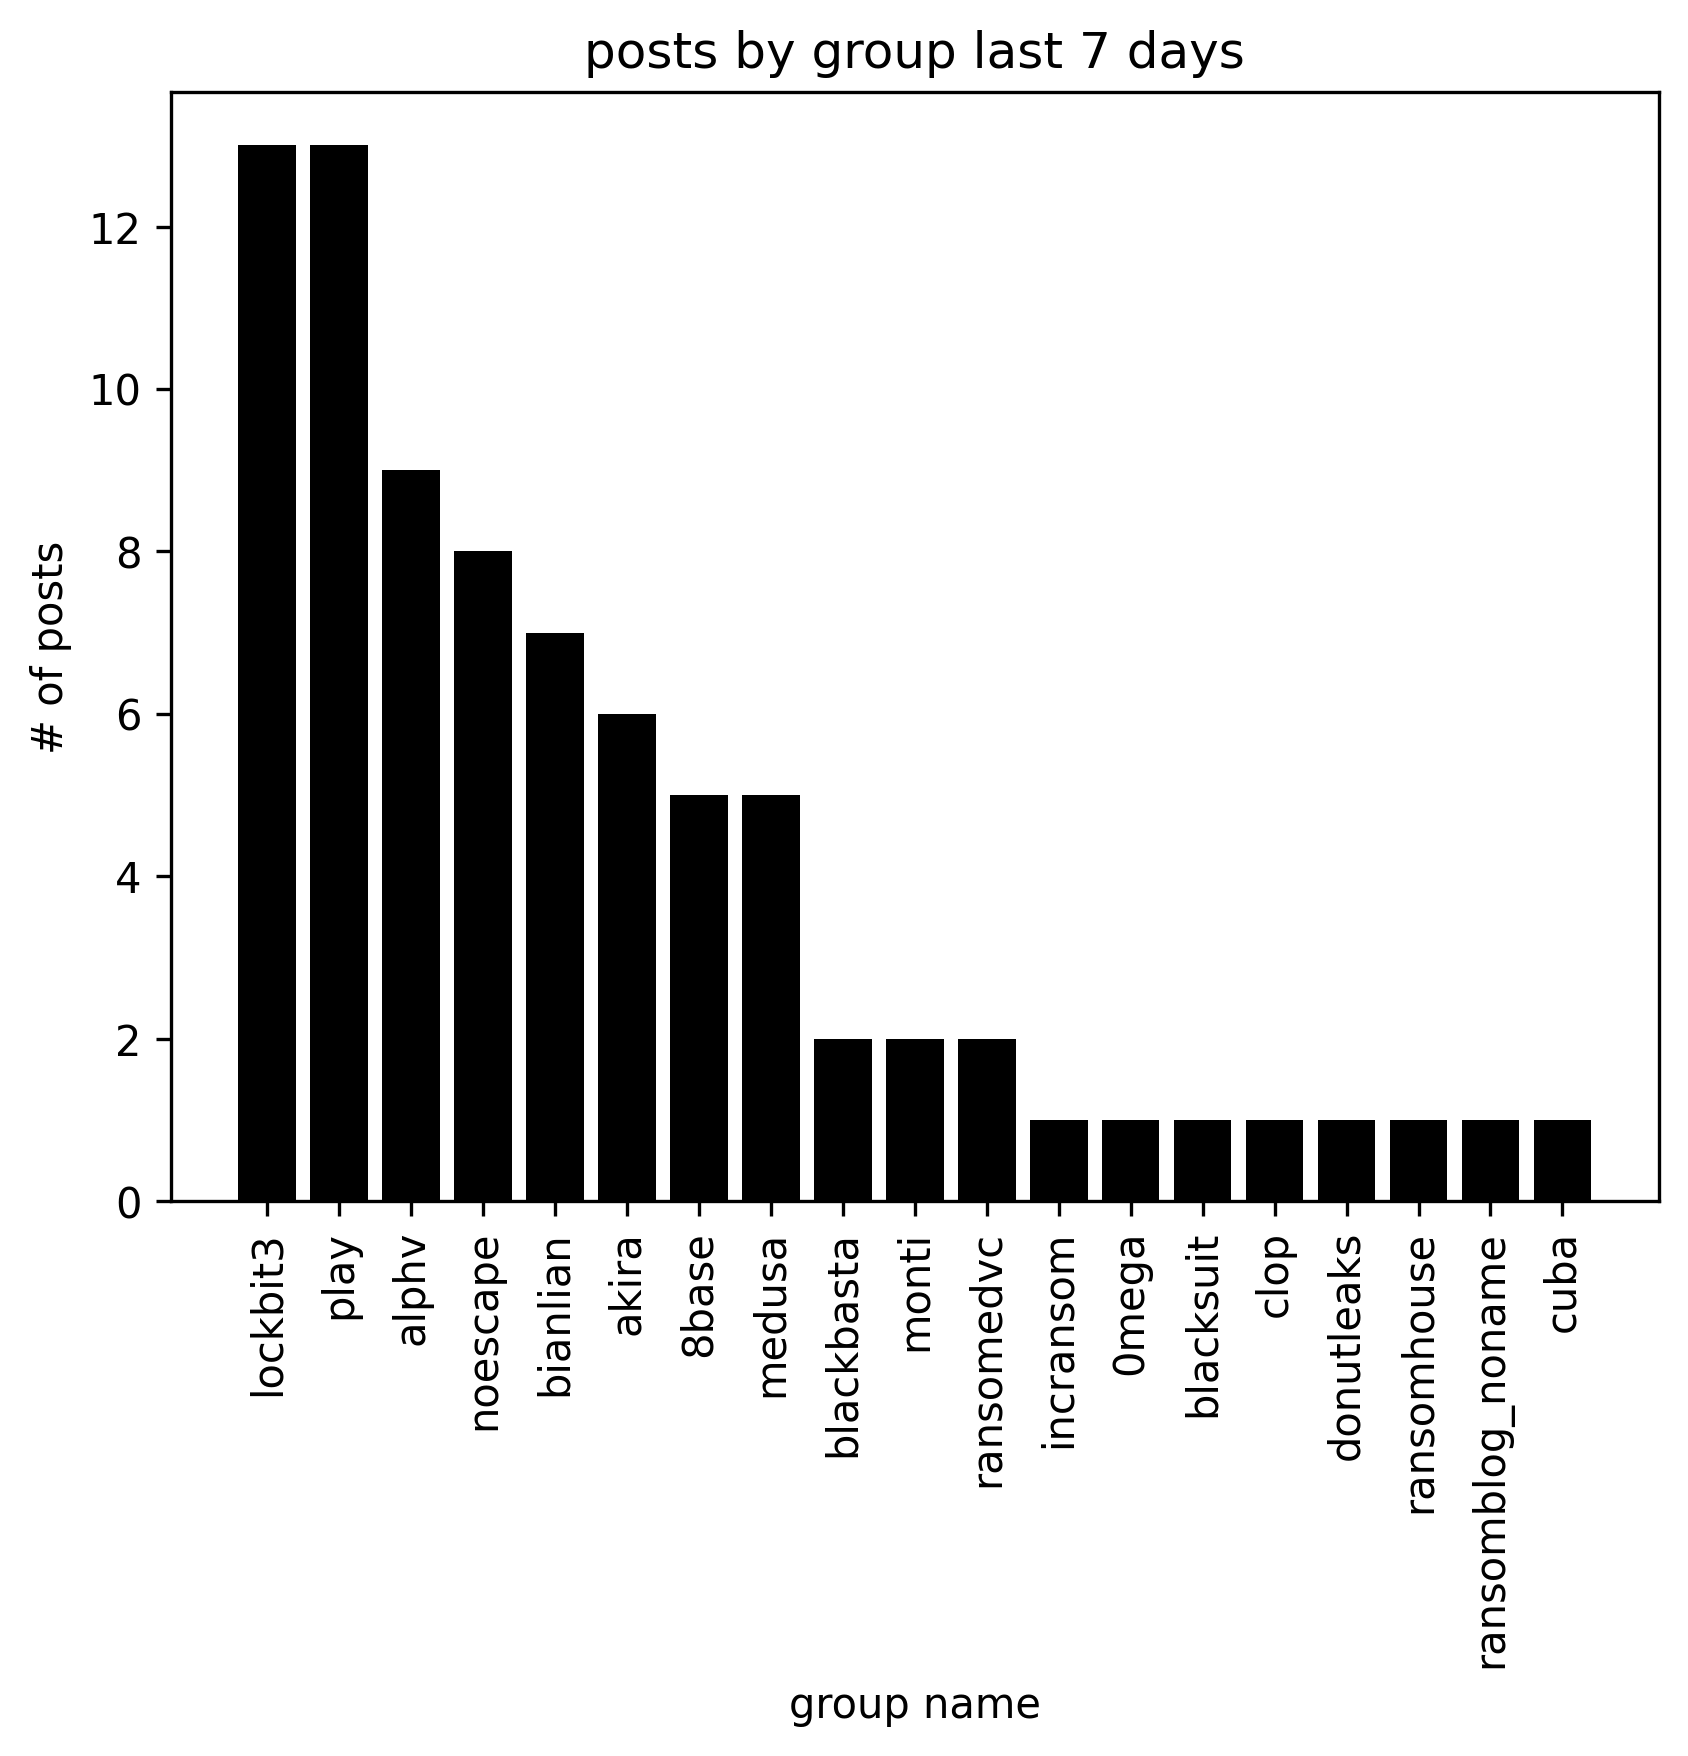 posts by group last 7 days
12
10
8
6
4
2
0
# of posts
lockbit3
play
alphv
noescape
bianlian
akira
8base
medusa
blackbasta
monti
ransomedvc
incransom
0mega
blacksuit
clop
donutleaks
ransomhouse
ransomblog_noname
cuba
group name